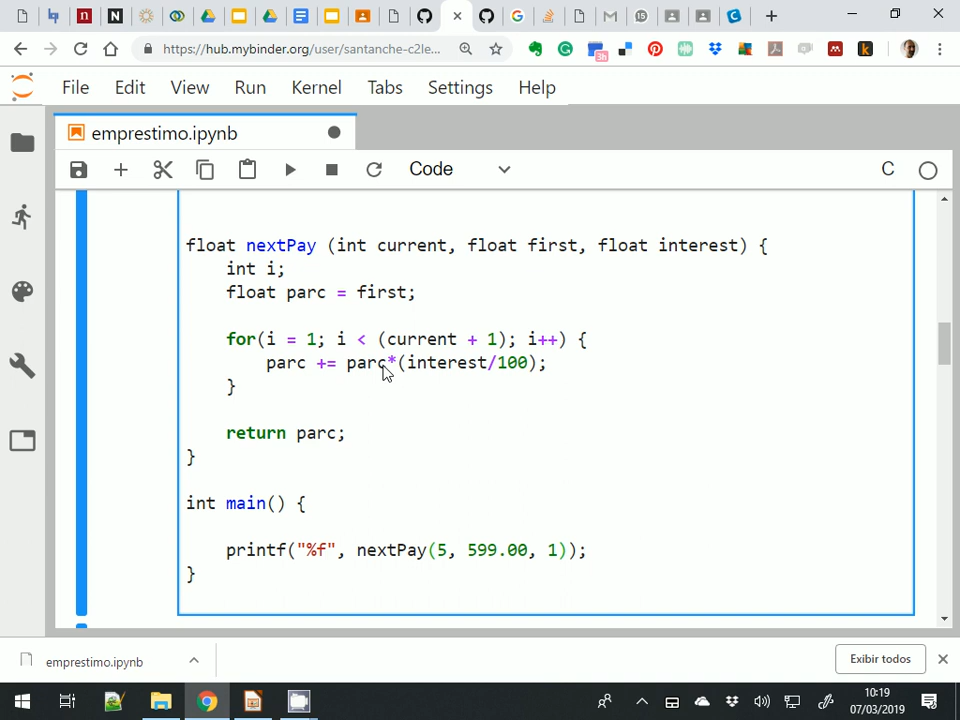 https://hub.mybinder.org/user/santanche-c2le...
3h
15
File Edit View Run Kernel Tabs Settings Help
emprestimo.ipynb
Code
C
float nextPay (int current, float first, float interest) {
int i;
float parc = first;
for(i = 1; i < (current + 1); i++) {
parc += parc*(interest/100);
}
return parc;
}
int main() {
printf("%f", nextPay(5, 599.00, 1));
}
emprestimo.ipynb
Exibir todos
10:19
07/03/2019